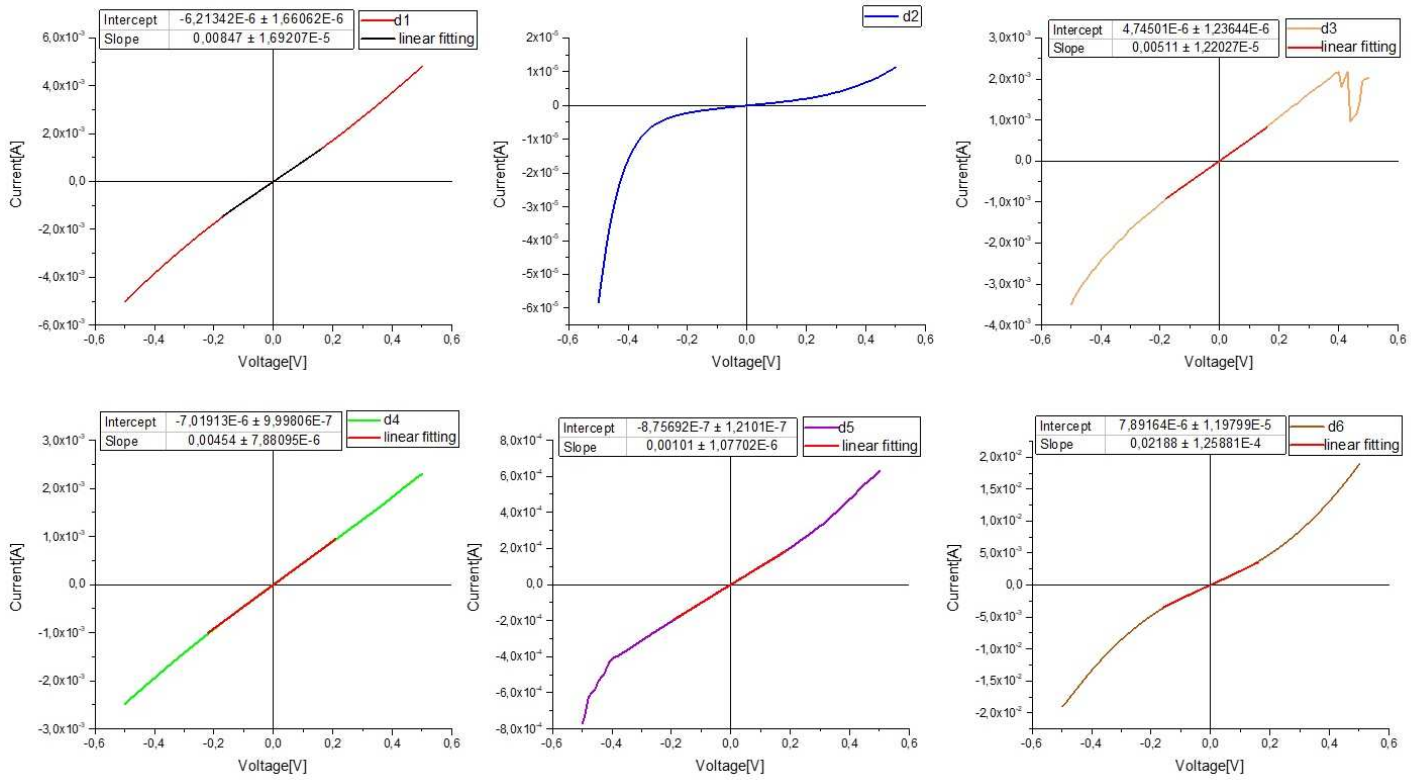 Intercept -6,21342E-6 ± 1,66062E-6
Slope 0,00847 ± 1,69207E-5
d1
linear fitting
6,0x10⁻³
4,0x10⁻³
2,0x10⁻³
0,0
-2,0x10⁻³
-4,0x10⁻³
-6,0x10⁻³
Current[A]
-0,6 -0,4 -0,2 0,0 0,2 0,4 0,6
Voltage[V]
d2
2x10⁻⁵
1x10⁻⁵
0
-1x10⁻⁵
-2x10⁻⁵
-3x10⁻⁵
-4x10⁻⁵
-5x10⁻⁵
-6x10⁻⁵
Current[A]
-0,6 -0,4 -0,2 0,0 0,2 0,4 0,6
Voltage[V]
Intercept 4,74501E-6 ± 1,23644E-6
Slope 0,00511 ± 1,22027E-5
d3
linear fitting
3,0x10⁻³
2,0x10⁻³
1,0x10⁻³
0,0
-1,0x10⁻³
-2,0x10⁻³
-3,0x10⁻³
-4,0x10⁻³
Current[A]
-0,6 -0,4 -0,2 0,0 0,2 0,4 0,6
Voltage[V]
Intercept -7,01913E-6 ± 9,99806E-7
Slope 0,00454 ± 7,88095E-6
d4
linear fitting
3,0x10⁻³
2,0x10⁻³
1,0x10⁻³
0,0
-1,0x10⁻³
-2,0x10⁻³
-3,0x10⁻³
Current[A]
-0,6 -0,4 -0,2 0,0 0,2 0,4 0,6
Voltage[V]
Intercept -8,75692E-7 ± 1,2101E-7
Slope 0,00101 ± 1,07702E-6
d5
linear fitting
8,0x10⁻⁴
6,0x10⁻⁴
4,0x10⁻⁴
2,0x10⁻⁴
0,0
-2,0x10⁻⁴
-4,0x10⁻⁴
-6,0x10⁻⁴
-8,0x10⁻⁴
Current[A]
-0,6 -0,4 -0,2 0,0 0,2 0,4 0,6
Voltage[V]
Intercept 7,89164E-6 ± 1,19799E-5
Slope 0,02188 ± 1,25881E-4
d6
linear fitting
2,0x10⁻²
1,5x10⁻²
1,0x10⁻²
5,0x10⁻³
0,0
-5,0x10⁻³
-1,0x10⁻²
-1,5x10⁻²
-2,0x10⁻²
Current[A]
-0,6 -0,4 -0,2 0,0 0,2 0,4 0,6
Voltage[V]